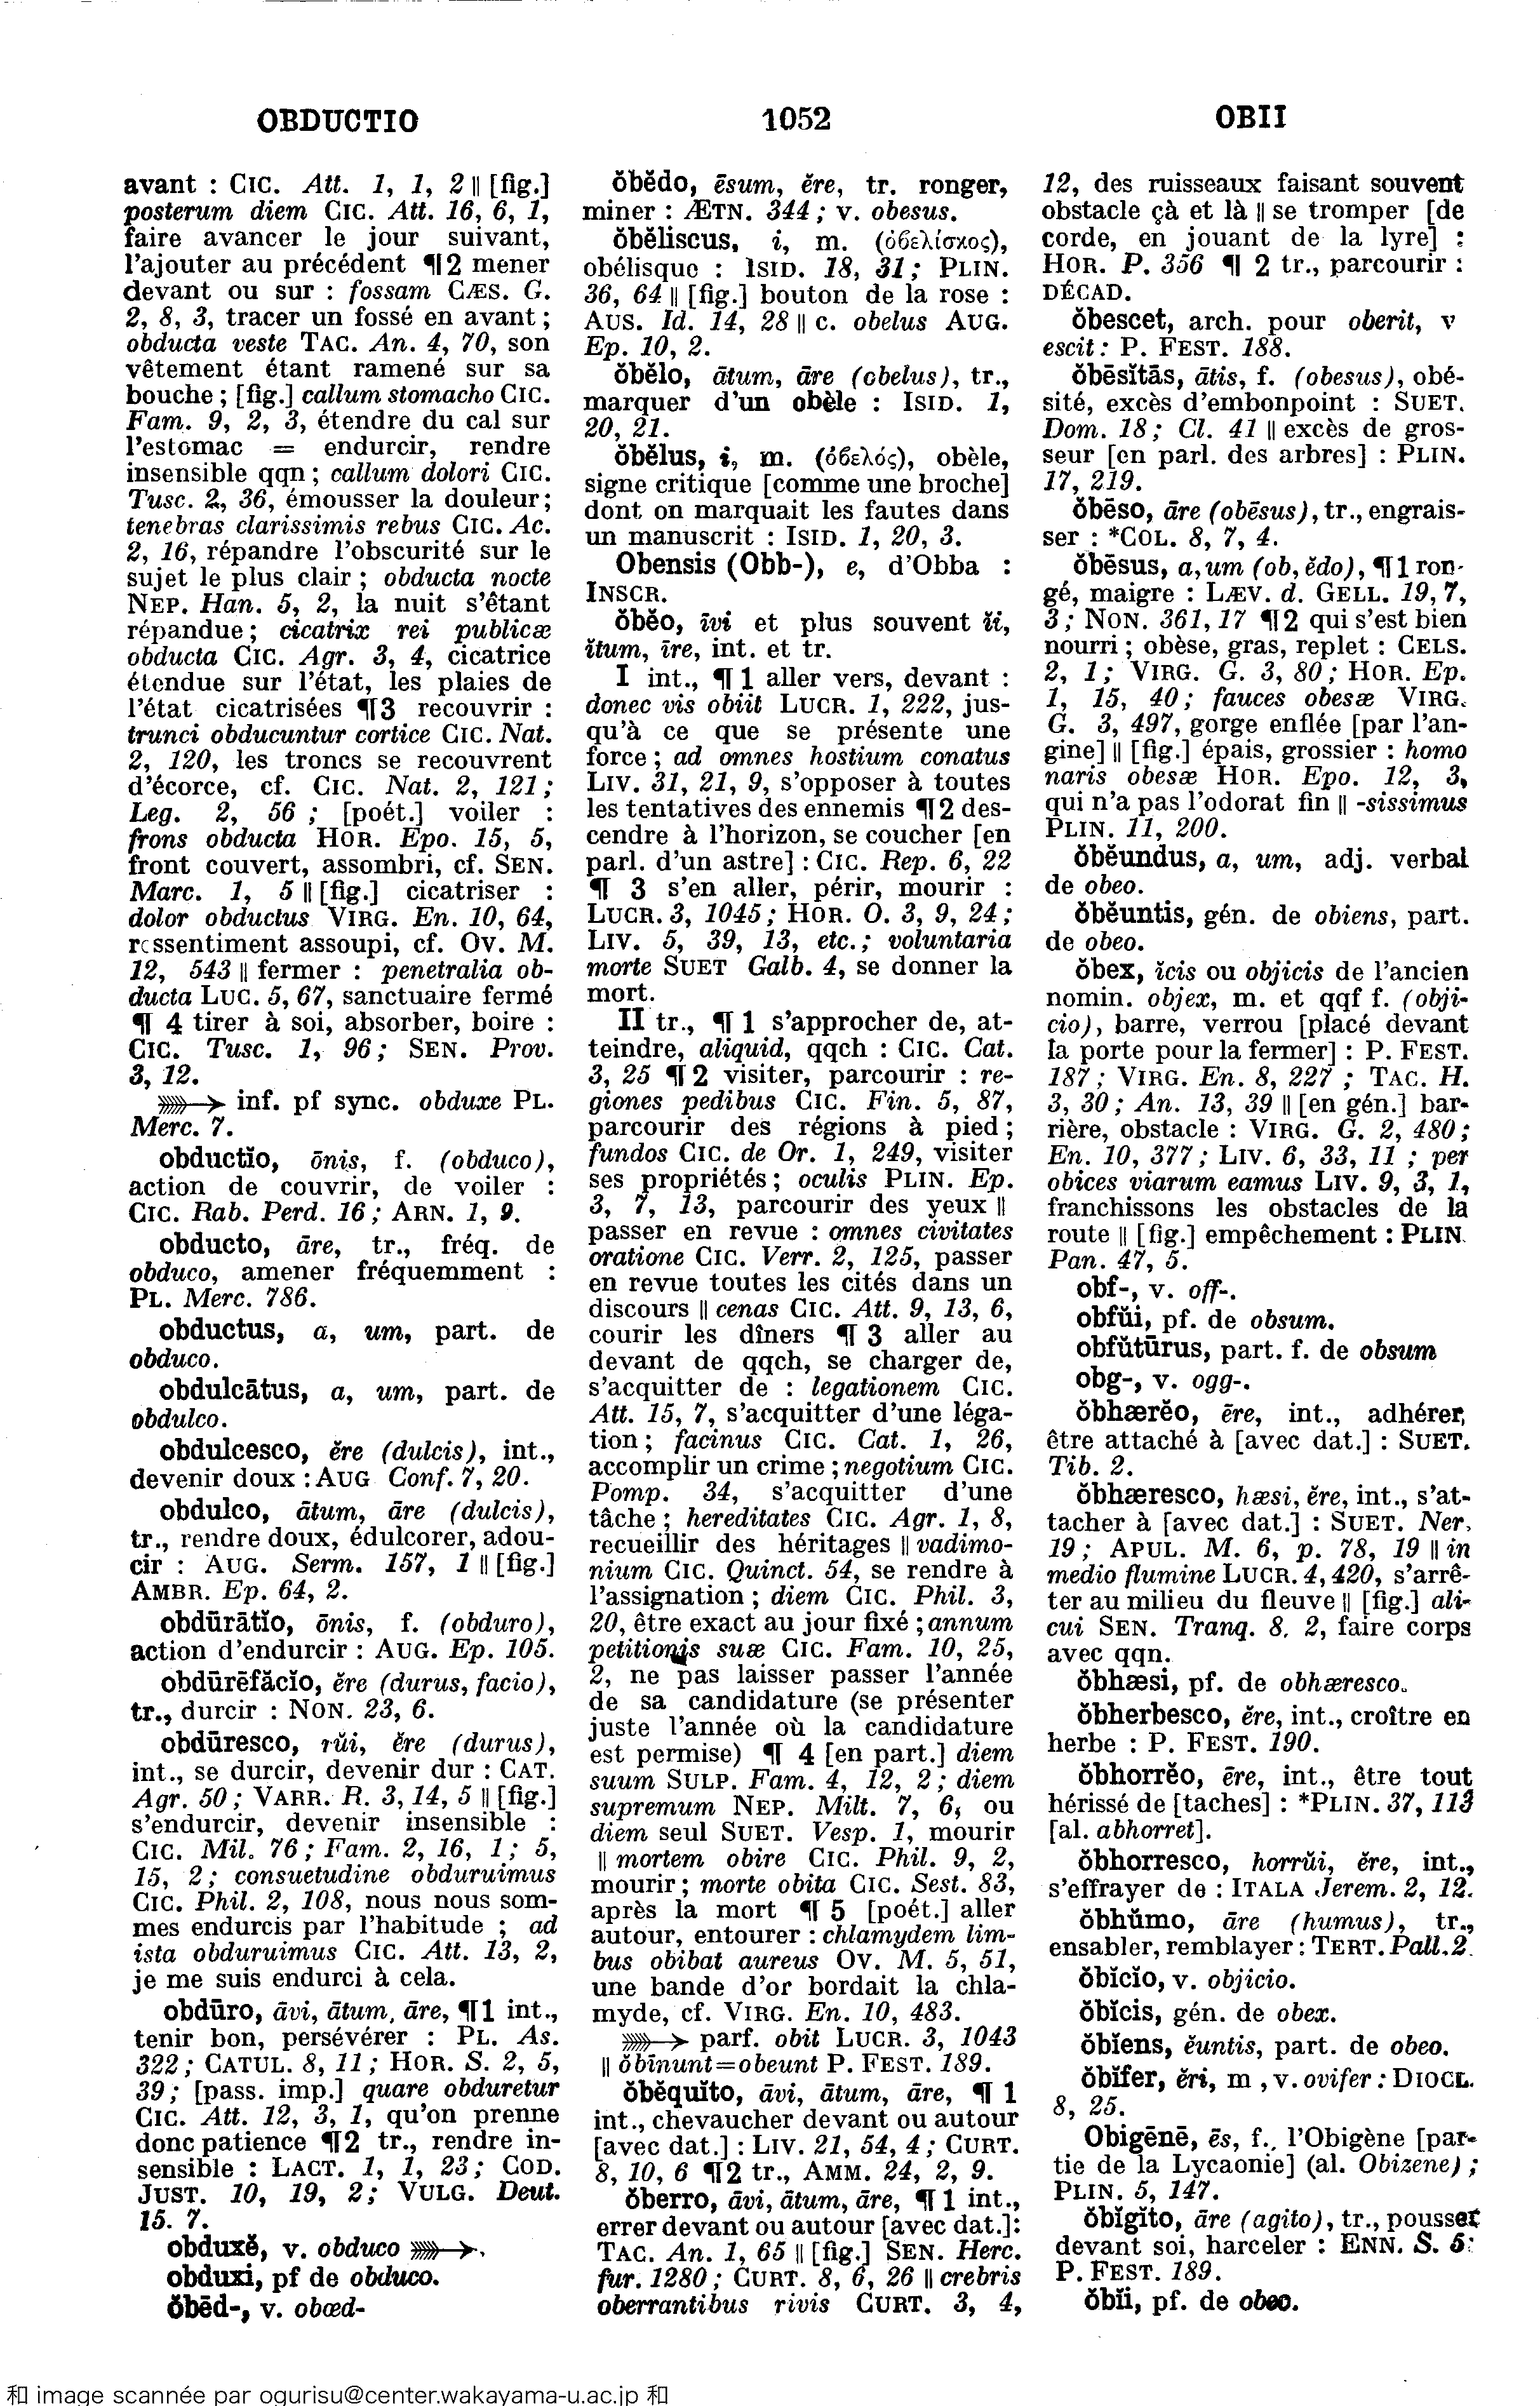 OBDUCTIO
1052
OBII
avant : CIC. Att. 1, 1, 2 || [fig.]
posterum diem CIC. Att. 16, 6, 1,
faire avancer le jour suivant,
l'ajouter au précédent ¶ 2 mener
devant ou sur : fossam CÆS. G.
2, 8, 3, tracer un fossé en avant ;
obducta veste TAC. An. 4, 70, son
vêtement étant ramené sur sa
bouche ; [fig.] callum stomacho CIC.
Fam. 9, 2, 3, étendre du cal sur
l'estomac = endurcir, rendre
insensible qqn ; callum dolori CIC.
Tusc. 2, 36, émousser la douleur ;
tenebras clarissimis rebus CIC. Ac.
2, 16, répandre l'obscurité sur le
sujet le plus clair ; obducta nocte
NEP. Han. 5, 2, la nuit s'étant
répandue ; cicatrix rei publicæ
obducta CIC. Agr. 3, 4, cicatrice
étendue sur l'état, les plaies de
l'état cicatrisées ¶ 3 recouvrir :
trunci obducuntur cortice CIC. Nat.
2, 120, les troncs se recouvrent
d'écorce, cf. CIC. Nat. 2, 121 ;
Leg. 2, 56 ; [poét.] voiler :
frons obducta HOR. Epo. 15, 5,
front couvert, assombri, cf. SEN.
Marc. 1, 5 || [fig.] cicatriser :
dolor obductus VIRG. En. 10, 64,
ressentiment assoupi, cf. OV. M.
12, 543 || fermer : penetralia ob-
ducta LUC. 5, 67, sanctuaire fermé
¶ 4 tirer à soi, absorber, boire :
CIC. Tusc. 1, 96 ; SEN. Prov.
3, 12.
⤐ inf. pf sync. obduxe PL.
Merc. 7.
obductĭo, ōnis, f. (obduco),
action de couvrir, de voiler :
CIC. Rab. Perd. 16 ; ARN. 1, 9.
obducto, āre, tr., fréq. de
obduco, amener fréquemment :
PL. Merc. 786.
obductus, a, um, part. de
obduco.
obdulcātus, a, um, part. de
obdulco.
obdulcesco, ĕre (dulcis), int.,
devenir doux : AUG Conf. 7, 20.
obdulco, ātum, āre (dulcis),
tr., rendre doux, édulcorer, adou-
cir : AUG. Serm. 157, 1 || [fig.]
AMBR. Ep. 64, 2.
obdūrātĭo, ōnis, f. (obduro),
action d'endurcir : AUG. Ep. 105.
obdūrĕfăcĭo, ĕre (durus, facio),
tr., durcir : NON. 23, 6.
obdūresco, rŭi, ĕre (durus),
int., se durcir, devenir dur : CAT.
Agr. 50 ; VARR. R. 3, 14, 5 || [fig.]
s'endurcir, devenir insensible :
CIC. Mil. 76 ; Fam. 2, 16, 1 ; 5,
15, 2 ; consuetudine obduruimus
CIC. Phil. 2, 108, nous nous som-
mes endurcis par l'habitude ; ad
ista obduruimus CIC. Att. 13, 2,
je me suis endurci à cela.
obdūro, āvi, ātum, āre, ¶ 1 int.,
tenir bon, persévérer : PL. As.
322 ; CATUL. 8, 11 ; HOR. S. 2, 5,
39 ; [pass. imp.] quare obduretur
CIC. Att. 12, 3, 1, qu'on prenne
donc patience ¶ 2 tr., rendre in-
sensible : LACT. 1, 1, 23 ; COD.
JUST. 10, 19, 2 ; VULG. Deut.
15. 7.
obduxĕ, v. obduco ⤐.
obduxi, pf de obduco.
ŏbēd-, v. obœd-
ŏbĕdo, ēsum, ĕre, tr. ronger,
miner : ÆTN. 344 ; v. obesus.
ŏbĕliscus, i, m. (ὀβελίσκος),
obélisque : ISID. 18, 31 ; PLIN.
36, 64 || [fig.] bouton de la rose :
AUS. Id. 14, 28 || c. obelus AUG.
Ep. 10, 2.
ŏbĕlo, ātum, āre (obelus), tr.,
marquer d'un obèle : ISID. 1,
20, 21.
ŏbĕlus, i, m. (ὀβελός), obèle,
signe critique [comme une broche]
dont on marquait les fautes dans
un manuscrit : ISID. 1, 20, 3.
Obensis (Obb-), e, d'Obba :
INSCR.
ŏbĕo, īvi et plus souvent ĭi,
ĭtum, īre, int. et tr.
I int., ¶ 1 aller vers, devant :
donec vis obiit LUCR. 1, 222, jus-
qu'à ce que se présente une
force ; ad omnes hostium conatus
LIV. 31, 21, 9, s'opposer à toutes
les tentatives des ennemis ¶ 2 des-
cendre à l'horizon, se coucher [en
parl. d'un astre] : CIC. Rep. 6, 22
¶ 3 s'en aller, périr, mourir :
LUCR. 3, 1045 ; HOR. O. 3, 9, 24 ;
LIV. 5, 39, 13, etc. ; voluntaria
morte SUET Galb. 4, se donner la
mort.
II tr., ¶ 1 s'approcher de, at-
teindre, aliquid, qqch : CIC. Cat.
3, 25 ¶ 2 visiter, parcourir : re-
giones pedibus CIC. Fin. 5, 87,
parcourir des régions à pied ;
fundos CIC. de Or. 1, 249, visiter
ses propriétés ; oculis PLIN. Ep.
3, 7, 13, parcourir des yeux ||
passer en revue : omnes civitates
oratione CIC. Verr. 2, 125, passer
en revue toutes les cités dans un
discours || cenas CIC. Att. 9, 13, 6,
courir les dîners ¶ 3 aller au
devant de qqch, se charger de,
s'acquitter de : legationem CIC.
Att. 15, 7, s'acquitter d'une léga-
tion ; facinus CIC. Cat. 1, 26,
accomplir un crime ; negotium CIC.
Pomp. 34, s'acquitter d'une
tâche ; hereditates CIC. Agr. 1, 8,
recueillir des héritages || vadimo-
nium CIC. Quinct. 54, se rendre à
l'assignation ; diem CIC. Phil. 3,
20, être exact au jour fixé ; annum
petitionis suæ CIC. Fam. 10, 25,
2, ne pas laisser passer l'année
de sa candidature (se présenter
juste l'année où la candidature
est permise) ¶ 4 [en part.] diem
suum SULP. Fam. 4, 12, 2 ; diem
supremum NEP. Milt. 7, 6, ou
diem seul SUET. Vesp. 1, mourir
|| mortem obire CIC. Phil. 9, 2,
mourir ; morte obita CIC. Sest. 83,
après la mort ¶ 5 [poét.] aller
autour, entourer : chlamydem lim-
bus obibat aureus OV. M. 5, 51,
une bande d'or bordait la chla-
myde, cf. VIRG. En. 10, 483.
⤐ parf. obit LUCR. 3, 1043
|| ŏbīnunt=obeunt P. FEST. 189.
ŏbĕquĭto, āvi, ātum, āre, ¶ 1
int., chevaucher devant ou autour
[avec dat.] : LIV. 21, 54, 4 ; CURT.
8, 10, 6 ¶ 2 tr., AMM. 24, 2, 9.
ŏberro, āvi, ātum, āre, ¶ 1 int.,
errer devant ou autour [avec dat.]:
TAC. An. 1, 65 || [fig.] SEN. Herc.
fur. 1280 ; CURT. 8, 6, 26 || crebris
oberrantibus rivis CURT. 3, 4,
12, des ruisseaux faisant souvent
obstacle çà et là || se tromper [de
corde, en jouant de la lyre] :
HOR. P. 356 ¶ 2 tr., parcourir :
DÉCAD.
ŏbescet, arch. pour oberit, v
escit : P. FEST. 188.
ŏbēsĭtās, ātis, f. (obesus), obé-
sité, excès d'embonpoint : SUET.
Dom. 18 ; Cl. 41 || excès de gros-
seur [en parl. des arbres] : PLIN.
17, 219.
ŏbēso, āre (obēsus), tr., engrais-
ser : *COL. 8, 7, 4.
ŏbēsus, a, um (ob, ĕdo), ¶ 1 ron-
gé, maigre : LÆV. d. GELL. 19, 7,
3 ; NON. 361, 17 ¶ 2 qui s'est bien
nourri ; obèse, gras, replet : CELS.
2, 1 ; VIRG. G. 3, 80 ; HOR. Ep.
1, 15, 40 ; fauces obesæ VIRG.
G. 3, 497, gorge enflée [par l'an-
gine] || [fig.] épais, grossier : homo
naris obesæ HOR. Epo. 12, 3,
qui n'a pas l'odorat fin || -sissimus
PLIN. 11, 200.
ŏbĕundus, a, um, adj. verbal
de obeo.
ŏbĕuntis, gén. de obiens, part.
de obeo.
ŏbex, ĭcis ou objicis de l'ancien
nomin. objex, m. et qqf f. (obji-
cio), barre, verrou [placé devant
la porte pour la fermer] : P. FEST.
187 ; VIRG. En. 8, 227 ; TAC. H.
3, 30 ; An. 13, 39 || [en gén.] bar-
rière, obstacle : VIRG. G. 2, 480 ;
En. 10, 377 ; LIV. 6, 33, 11 ; per
obices viarum eamus LIV. 9, 3, 1,
franchissons les obstacles de la
route || [fig.] empêchement : PLIN.
Pan. 47, 5.
obf-, v. off-.
obfŭi, pf. de obsum.
obfŭtūrus, part. f. de obsum
obg-, v. ogg-.
ŏbhærĕo, ēre, int., adhérer,
être attaché à [avec dat.] : SUET.
Tib. 2.
ŏbhæresco, hæsi, ĕre, int., s'at-
tacher à [avec dat.] : SUET. Ner.
19 ; APUL. M. 6, p. 78, 19 || in
medio flumine LUCR. 4, 420, s'arrê-
ter au milieu du fleuve || [fig.] ali-
cui SEN. Tranq. 8, 2, faire corps
avec qqn.
ŏbhæsi, pf. de obhæresco.
ŏbherbesco, ĕre, int., croître en
herbe : P. FEST. 190.
ŏbhorrĕo, ēre, int., être tout
hérissé de [taches] : *PLIN. 37, 113
[al. abhorret].
ŏbhorresco, horrŭi, ĕre, int.,
s'effrayer de : ITALA Jerem. 2, 12.
ŏbhŭmo, āre (humus), tr.,
ensabler, remblayer : TERT. Pall. 2.
ŏbĭcĭo, v. objicio.
ŏbĭcis, gén. de obex.
ŏbĭens, ĕuntis, part. de obeo.
ŏbĭfer, ĕri, m , v. ovifer : DIOCL.
8, 25.
Obigēnē, ēs, f., l'Obigène [par-
tie de la Lycaonie] (al. Obizene) ;
PLIN. 5, 147.
ŏbĭgĭto, āre (agito), tr., pousser
devant soi, harceler : ENN. S. 5 :
P. FEST. 189.
ŏbĭi, pf. de obeo.
和 image scannée par ogurisu@center.wakayama-u.ac.jp 和